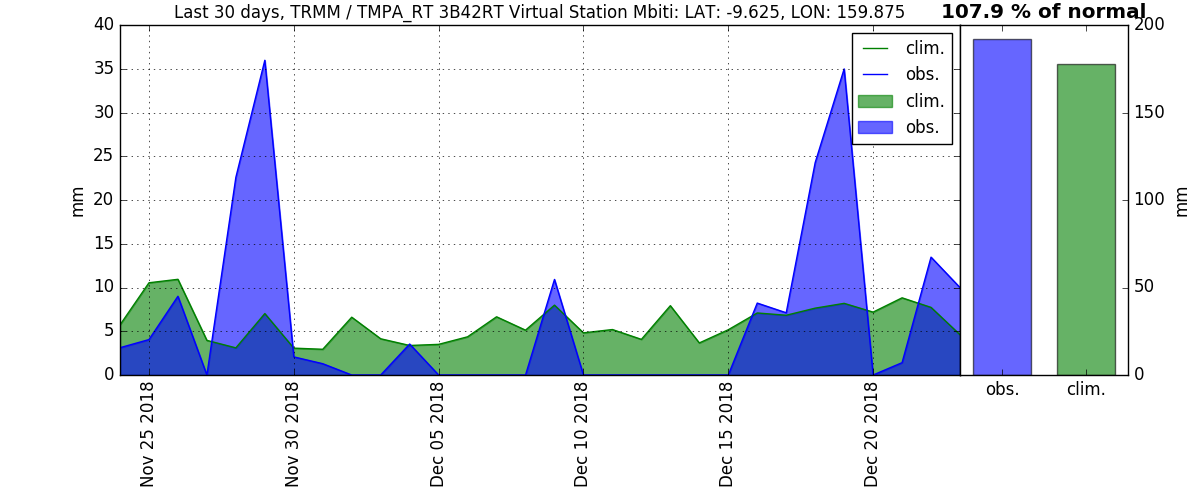 Last 30 days, TRMM / TMPA_RT 3B42RT Virtual Station Mbiti: LAT: -9.625, LON: 159.875
107.9 % of normal
40
35
30
25
20
15
10
5
0
mm
clim.
obs.
clim.
obs.
Nov 25 2018
Nov 30 2018
Dec 05 2018
Dec 10 2018
Dec 15 2018
Dec 20 2018
200
150
100
50
0
mm
obs.
clim.